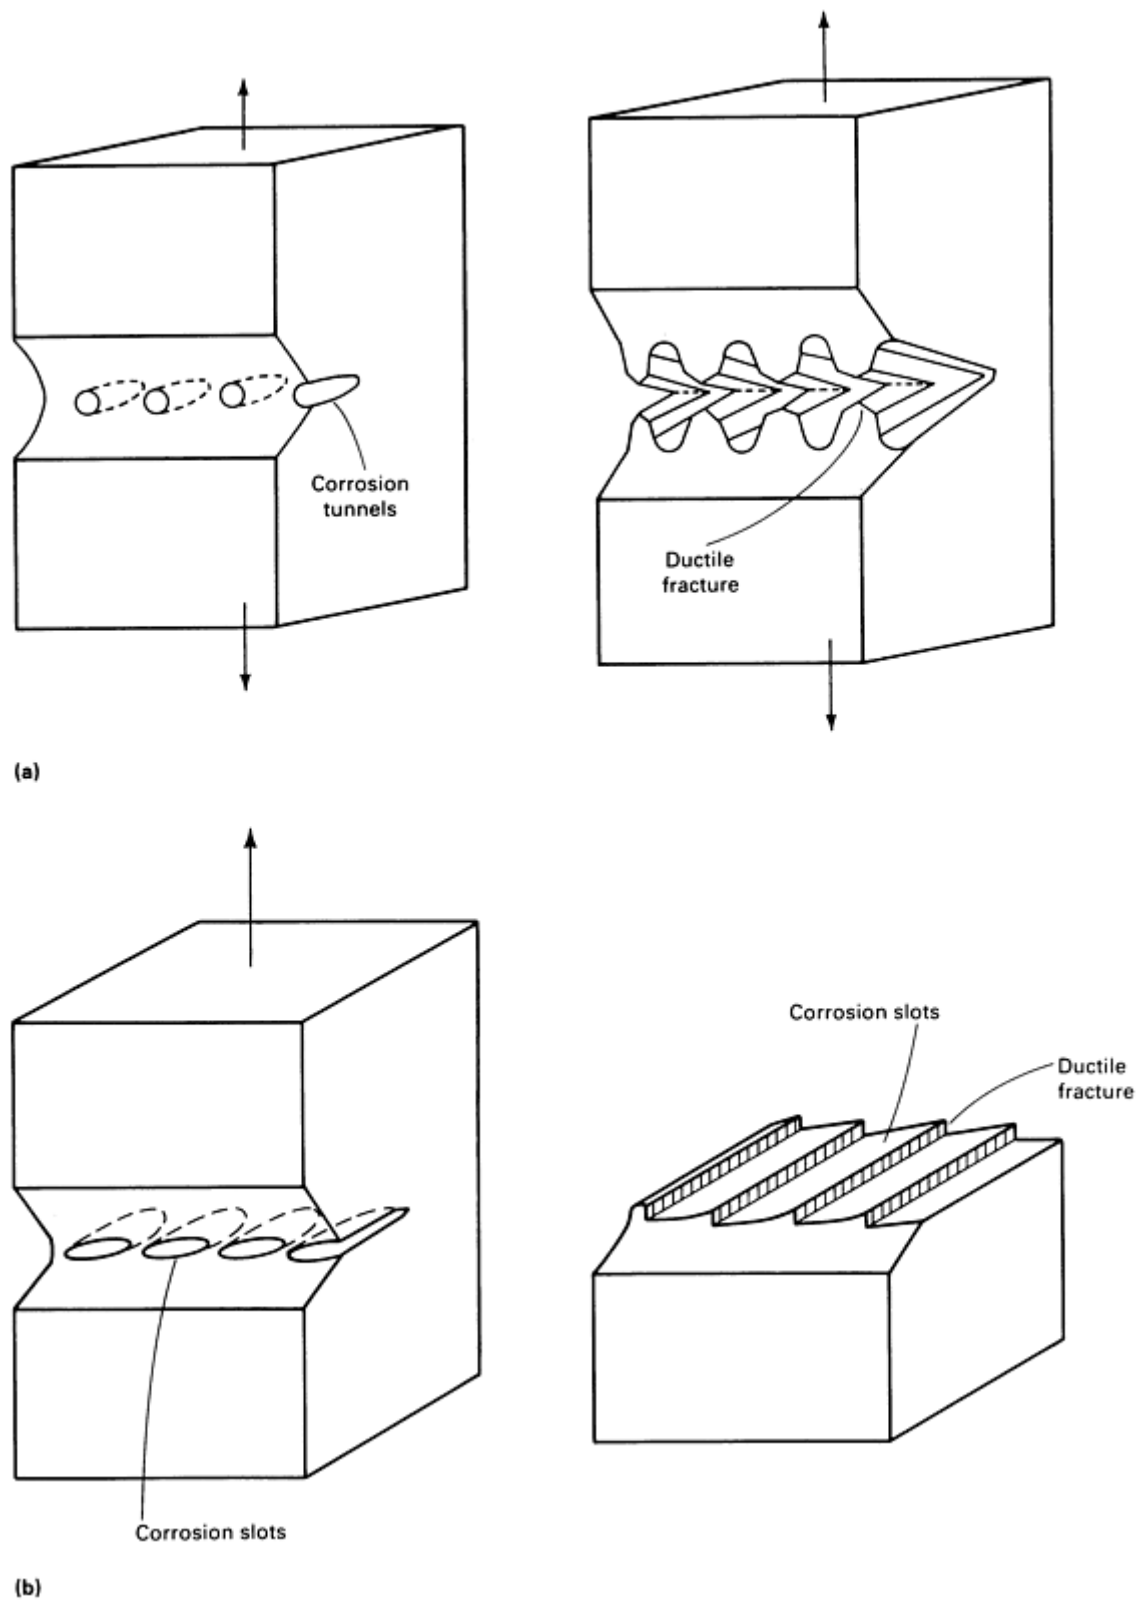 Corrosion
tunnels
Ductile
fracture
(a)
Corrosion slots
Ductile
fracture
Corrosion slots
(b)